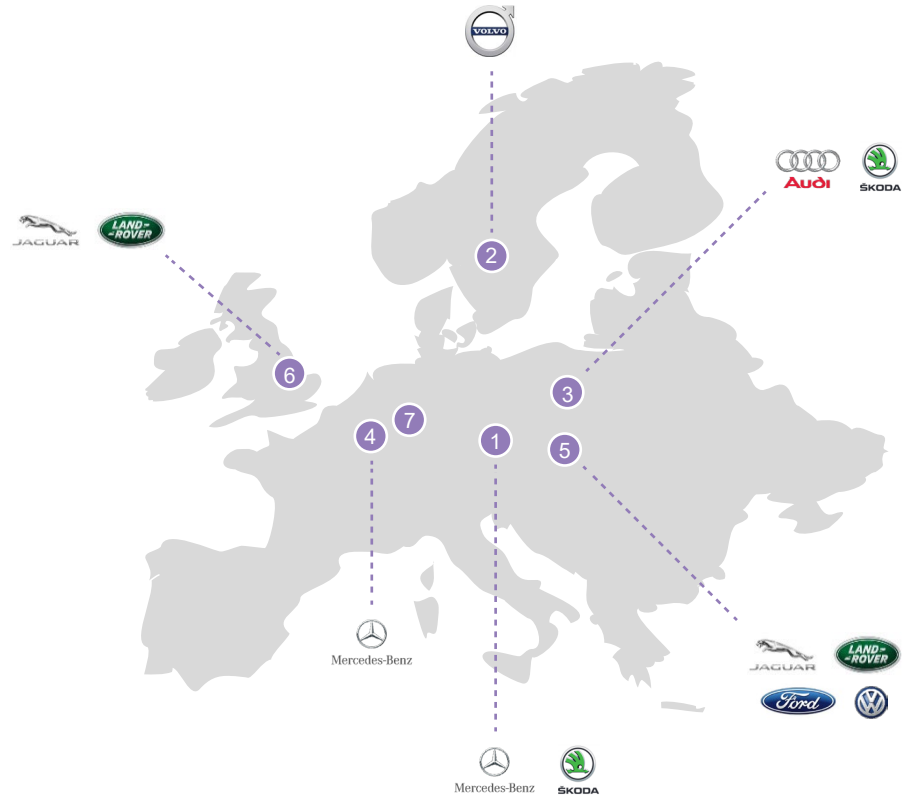 VOLVO
Audi
ŠKODA
JAGUAR
LAND-
-ROVER
2
6
3
7
4
1
5
Mercedes-Benz
JAGUAR
LAND-
-ROVER
Ford
VW
Mercedes-Benz
ŠKODA